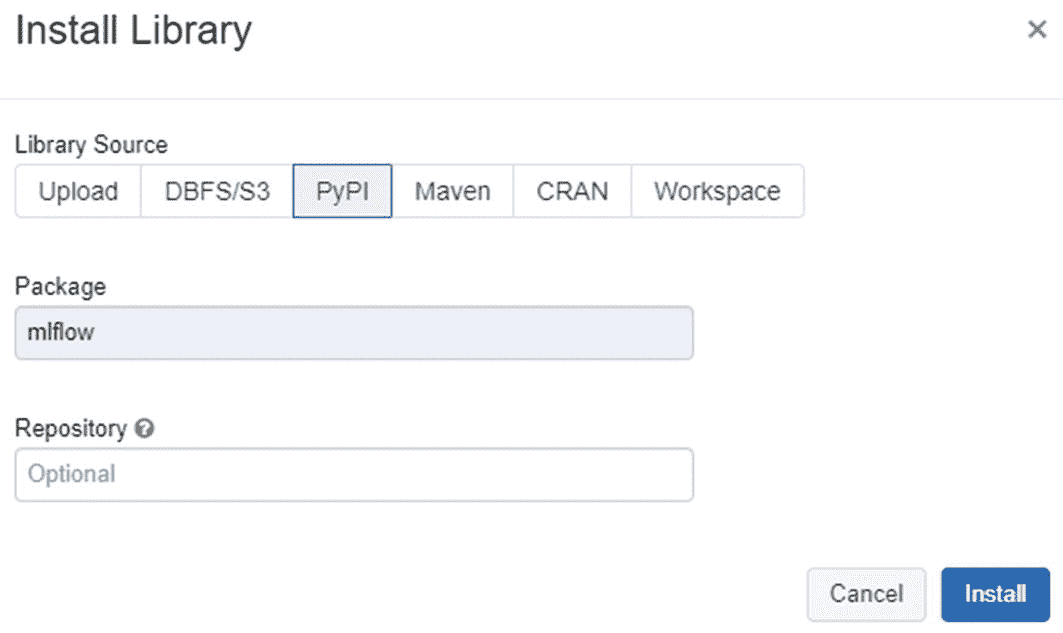 Install Library
Library Source
Upload DBFS/S3 PyPI Maven CRAN Workspace
Package
mlflow
Repository
Optional
Cancel Install